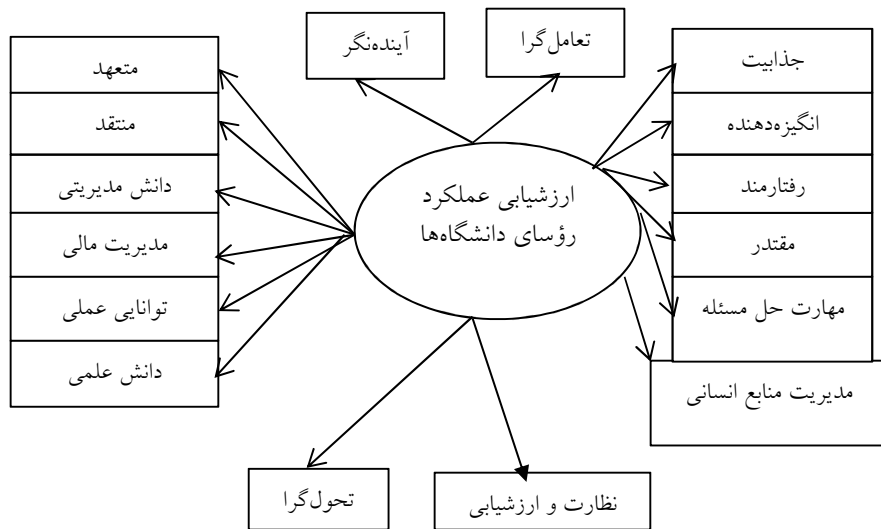 تعامل‌گرا
آینده‌نگر
جذابیت
انگیزه‌دهنده
رفتارمند
مقتدر
مهارت حل مسئله
مدیریت منابع انسانی
ارزشیابی عملکرد
رؤسای دانشگاه‌ها
متعهد
منتقد
دانش مدیریتی
مدیریت مالی
توانایی عملی
دانش علمی
نظارت و ارزشیابی
تحول‌گرا